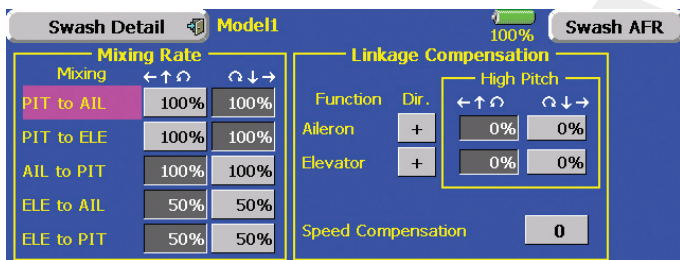 Swash Detail Model1 100% Swash AFR
Mixing Rate
Mixing ←↑↷ ↷↓→
PIT to AIL 100% 100%
PIT to ELE 100% 100%
AIL to PIT 100% 100%
ELE to AIL 50% 50%
ELE to PIT 50% 50%
Linkage Compensation
High Pitch
Function Dir. ←↑↷ ↷↓→
Aileron + 0% 0%
Elevator + 0% 0%
Speed Compensation 0